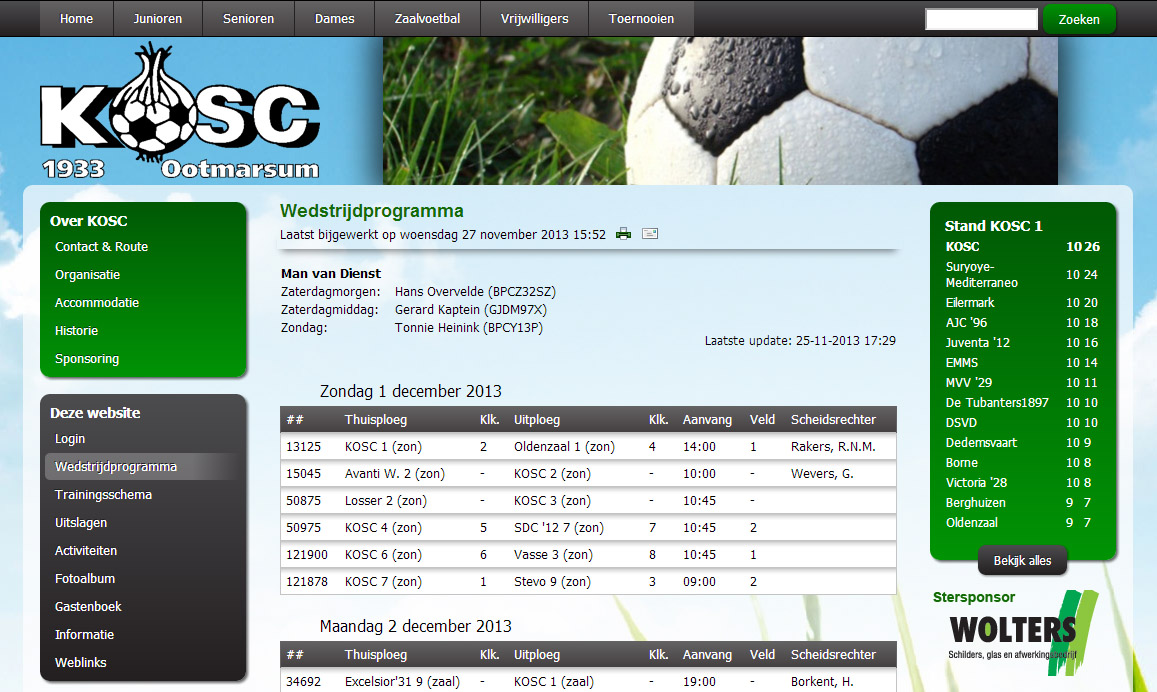 Home Junioren Senioren Dames Zaalvoetbal Vrijwilligers Toernooien Zoeken
KOSC
1933 Ootmarsum
Over KOSC
Contact & Route
Organisatie
Accommodatie
Historie
Sponsoring
Deze website
Login
Wedstrijdprogramma
Trainingsschema
Uitslagen
Activiteiten
Fotoalbum
Gastenboek
Informatie
Weblinks
Wedstrijdprogramma
Laatst bijgewerkt op woensdag 27 november 2013 15:52
Man van Dienst
Zaterdagmorgen: Hans Overvelde (BPCZ32SZ)
Zaterdagmiddag: Gerard Kaptein (GJDM97X)
Zondag: Tonnie Heinink (BPCY13P)
Laatste update: 25-11-2013 17:29
Zondag 1 december 2013
## Thuisploeg Klk. Uitploeg Klk. Aanvang Veld Scheidsrechter
13125 KOSC 1 (zon) 2 Oldenzaal 1 (zon) 4 14:00 1 Rakers, R.N.M.
15045 Avanti W. 2 (zon) - KOSC 2 (zon) - 10:00 - Wevers, G.
50875 Losser 2 (zon) - KOSC 3 (zon) - 10:45 -
50975 KOSC 4 (zon) 5 SDC '12 7 (zon) 7 10:45 2
121900 KOSC 6 (zon) 6 Vasse 3 (zon) 8 10:45 1
121878 KOSC 7 (zon) 1 Stevo 9 (zon) 3 09:00 2
Maandag 2 december 2013
## Thuisploeg Klk. Uitploeg Klk. Aanvang Veld Scheidsrechter
34692 Excelsior'31 9 (zaal) - KOSC 1 (zaal) - 19:00 - Borkent, H.
Stand KOSC 1
KOSC 10 26
Suryoye-
Mediterraneo 10 24
Eilermark 10 20
AJC '96 10 18
Juventa '12 10 16
EMMS 10 14
MVV '29 10 11
De Tubanters1897 10 10
DSVD 10 10
Dedemsvaart 10 9
Borne 10 8
Victoria '28 10 8
Berghuizen 9 7
Oldenzaal 9 7
Bekijk alles
Stersponsor
WOLTERS
Schilders, glas en afwerkingsbedrijf